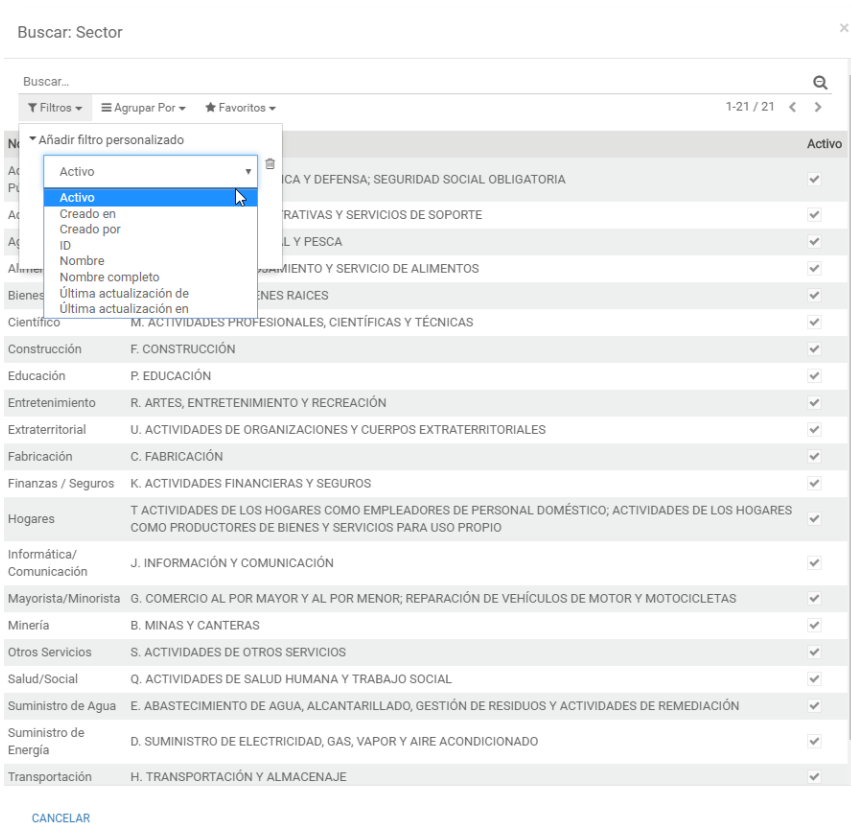 Buscar: Sector
×
Buscar...
Filtros
Agrupar Por
Favoritos
1-21 / 21
Añadir filtro personalizado
Activo
Activo
Activo
Creado en
Creado por
ID
Nombre
Nombre completo
Última actualización de
Última actualización en
Y DEFENSA; SEGURIDAD SOCIAL OBLIGATORIA
Y SERVICIOS DE SOPORTE
Y PESCA
Y SERVICIO DE ALIMENTOS
RAICES
Científico M. ACTIVIDADES PROFESIONALES, CIENTÍFICAS Y TÉCNICAS
Construcción F. CONSTRUCCIÓN
Educación P. EDUCACIÓN
Entretenimiento R. ARTES, ENTRETENIMIENTO Y RECREACIÓN
Extraterritorial U. ACTIVIDADES DE ORGANIZACIONES Y CUERPOS EXTRATERRITORIALES
Fabricación C. FABRICACIÓN
Finanzas / Seguros K. ACTIVIDADES FINANCIERAS Y SEGUROS
Hogares T ACTIVIDADES DE LOS HOGARES COMO EMPLEADORES DE PERSONAL DOMÉSTICO; ACTIVIDADES DE LOS HOGARES
COMO PRODUCTORES DE BIENES Y SERVICIOS PARA USO PROPIO
Informática/
Comunicación J. INFORMACIÓN Y COMUNICACIÓN
Mayorista/Minorista G. COMERCIO AL POR MAYOR Y AL POR MENOR; REPARACIÓN DE VEHÍCULOS DE MOTOR Y MOTOCICLETAS
Minería B. MINAS Y CANTERAS
Otros Servicios S. ACTIVIDADES DE OTROS SERVICIOS
Salud/Social Q. ACTIVIDADES DE SALUD HUMANA Y TRABAJO SOCIAL
Suministro de Agua E. ABASTECIMIENTO DE AGUA, ALCANTARILLADO, GESTIÓN DE RESIDUOS Y ACTIVIDADES DE REMEDIACIÓN
Suministro de
Energía D. SUMINISTRO DE ELECTRICIDAD, GAS, VAPOR Y AIRE ACONDICIONADO
Transportación H. TRANSPORTACIÓN Y ALMACENAJE
CANCELAR